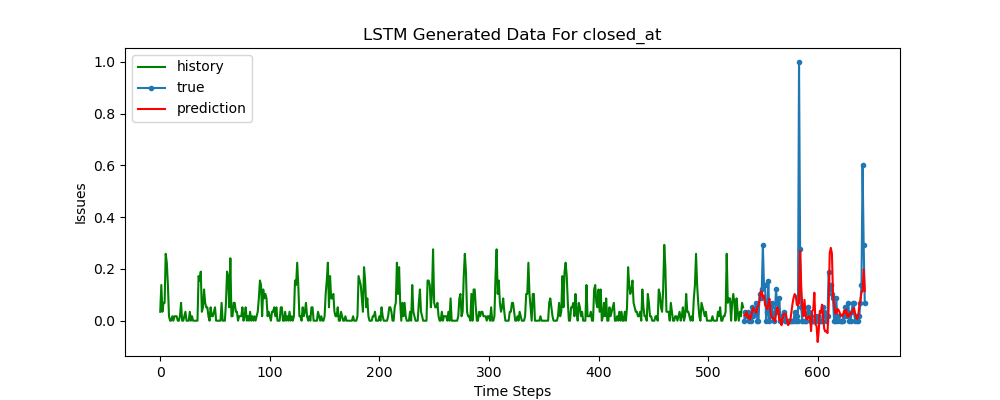 LSTM Generated Data For closed_at
history
true
prediction
Issues
1.0
0.8
0.6
0.4
0.2
0.0
0 100 200 300 400 500 600
Time Steps